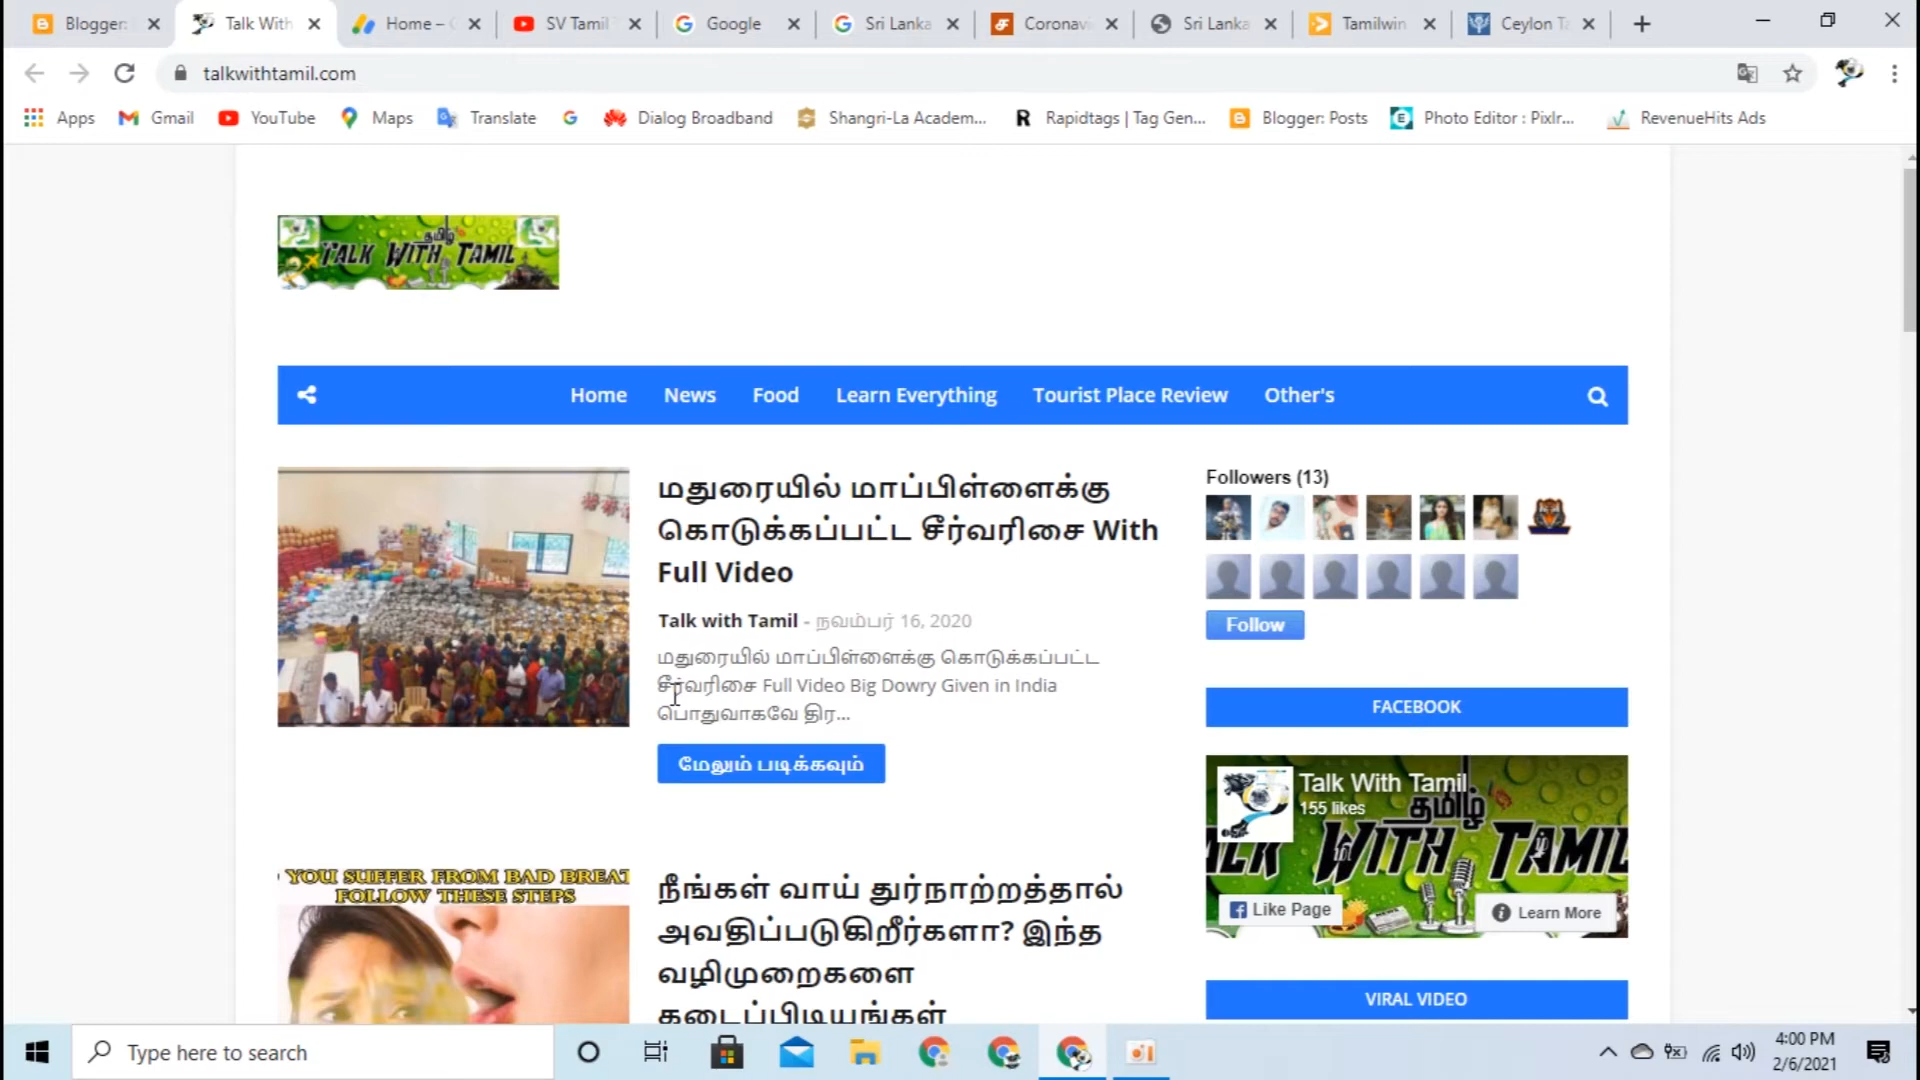 Blogger:
Talk With
Home –
SV Tamil
Google
Sri Lanka
Coronavi
Sri Lanka
Tamilwin
Ceylon Ta
talkwithtamil.com
Apps
Gmail
YouTube
Maps
Translate
Dialog Broadband
Shangri-La Academ...
Rapidtags | Tag Gen...
Blogger: Posts
Photo Editor : Pixlr...
RevenueHits Ads
தமிழ்
TALK WITH TAMIL
Home
News
Food
Learn Everything
Tourist Place Review
Other's
மதுரையில் மாப்பிள்ளைக்கு
கொடுக்கப்பட்ட சீர்வரிசை With
Full Video
Talk with Tamil - நவம்பர் 16, 2020
மதுரையில் மாப்பிள்ளைக்கு கொடுக்கப்பட்ட
சீர்வரிசை Full Video Big Dowry Given in India
பொதுவாகவே திர...
மேலும் படிக்கவும்
Followers (13)
Follow
FACEBOOK
Talk With Tamil
155 likes
தமிழ்
WITH TAMIL
Like Page
Learn More
VIRAL VIDEO
YOU SUFFER FROM BAD BREAT
FOLLOW THESE STEPS
நீங்கள் வாய் துர்நாற்றத்தால்
அவதிப்படுகிறீர்களா? இந்த
வழிமுறைகளை
கடைப்பிடியுங்கள்
Type here to search
4:00 PM
2/6/2021